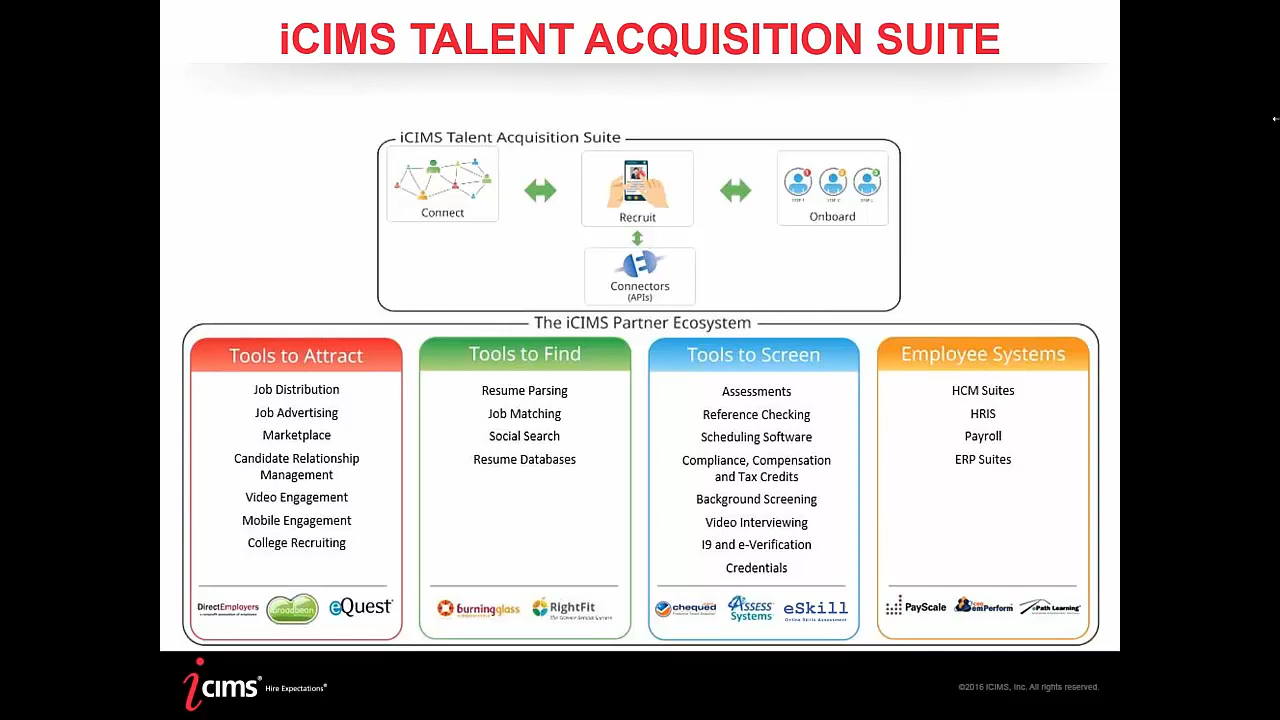 iCIMS TALENT ACQUISITION SUITE
iCIMS Talent Acquisition Suite
Connect
Recruit
Onboard
Connectors
(APIs)
The iCIMS Partner Ecosystem
Tools to Attract
Job Distribution
Job Advertising
Marketplace
Candidate Relationship
Management
Video Engagement
Mobile Engagement
College Recruiting
DirectEmployers
broadbean
eQuest
Tools to Find
Resume Parsing
Job Matching
Social Search
Resume Databases
burningglass
RightFit
Tools to Screen
Assessments
Reference Checking
Scheduling Software
Compliance, Compensation
and Tax Credits
Background Screening
Video Interviewing
I9 and e-Verification
Credentials
chequed
ASSESS
Systems
eSkill
Online Skills Assessment
Employee Systems
HCM Suites
HRIS
Payroll
ERP Suites
PayScale
emPerform
ePath Learning
icims® Hire Expectations®
©2016 ICIMS, Inc. All rights reserved.